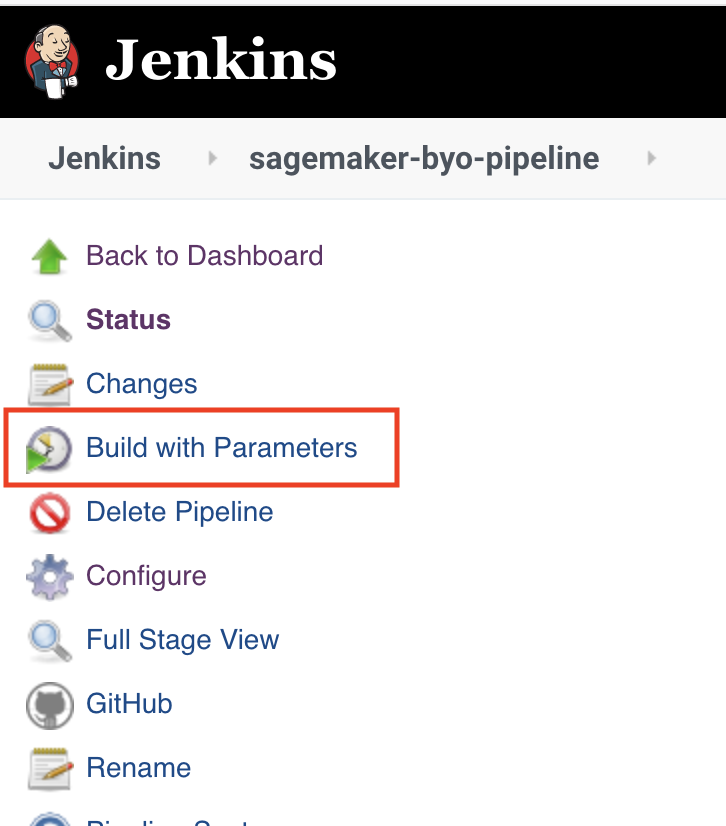 Jenkins
Jenkins sagemaker-byo-pipeline
Back to Dashboard
Status
Changes
Build with Parameters
Delete Pipeline
Configure
Full Stage View
GitHub
Rename